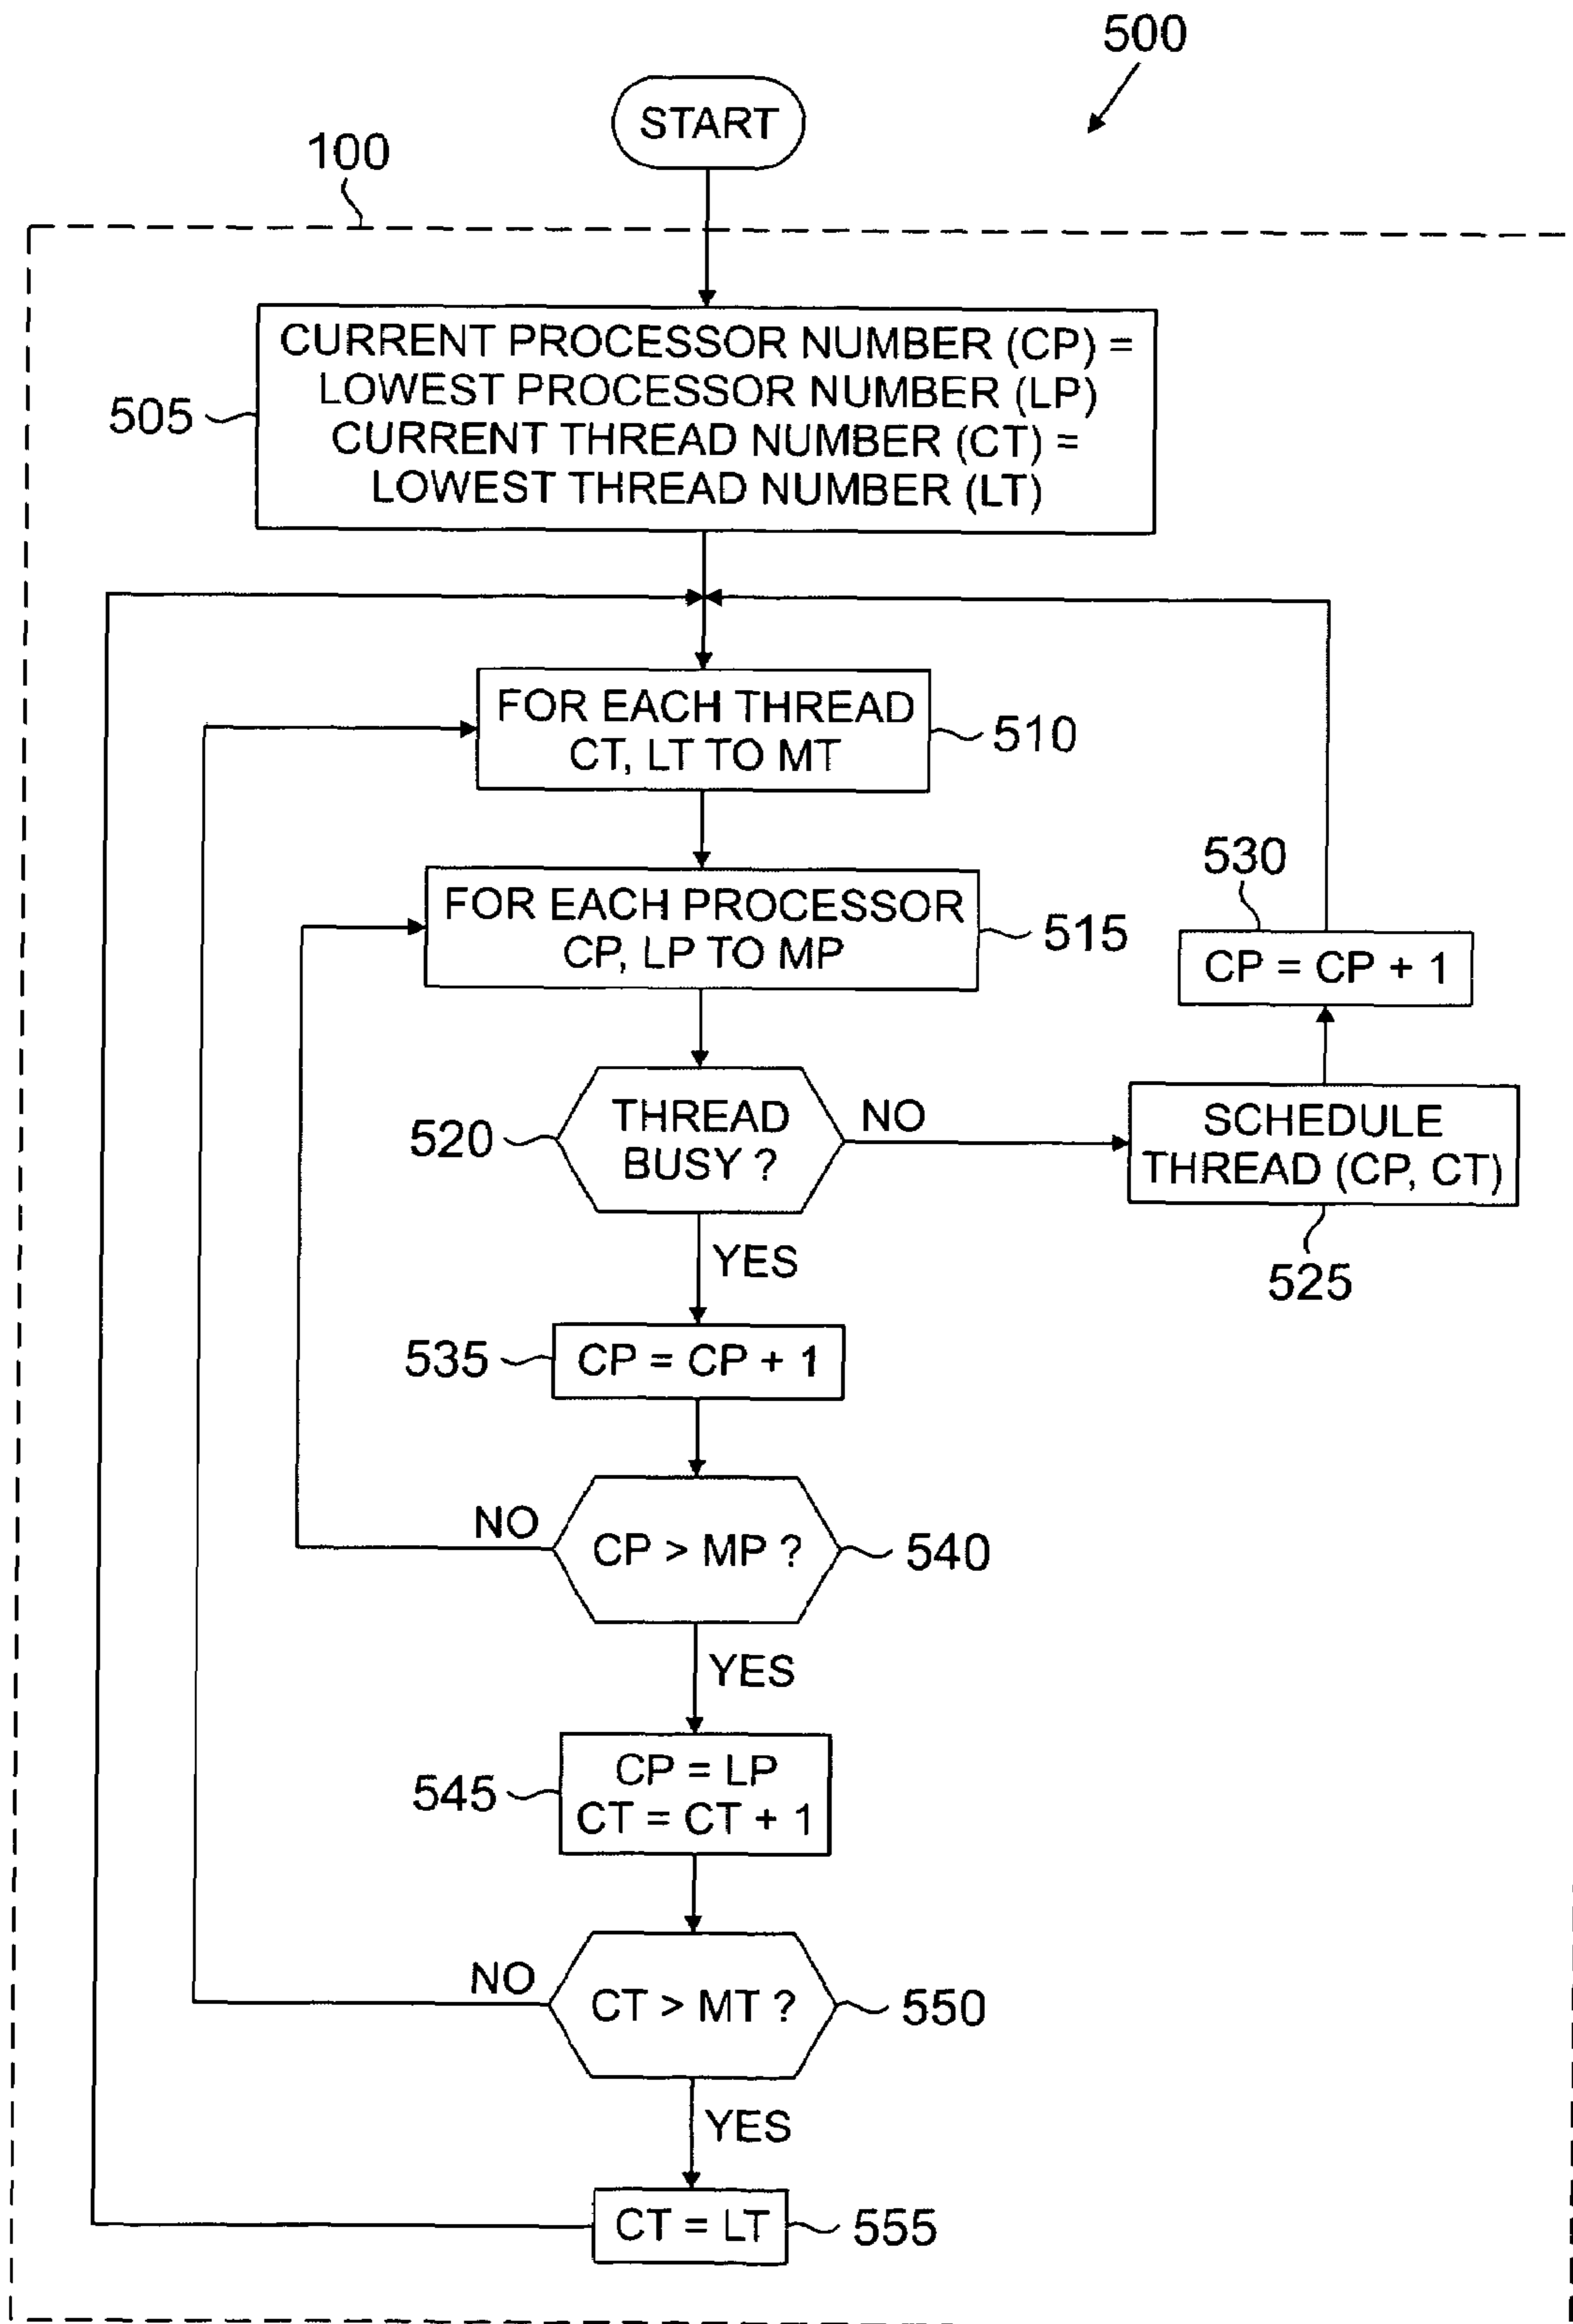 500
START
100
CURRENT PROCESSOR NUMBER (CP) =
LOWEST PROCESSOR NUMBER (LP)
CURRENT THREAD NUMBER (CT) =
LOWEST THREAD NUMBER (LT)
505
FOR EACH THREAD
CT, LT TO MT
510
FOR EACH PROCESSOR
CP, LP TO MP
515
530
CP = CP + 1
520
THREAD
BUSY ?
NO
SCHEDULE
THREAD (CP, CT)
525
YES
535
CP = CP + 1
NO
CP > MP ?
540
YES
545
CP = LP
CT = CT + 1
NO
CT > MT ?
550
YES
CT = LT
555